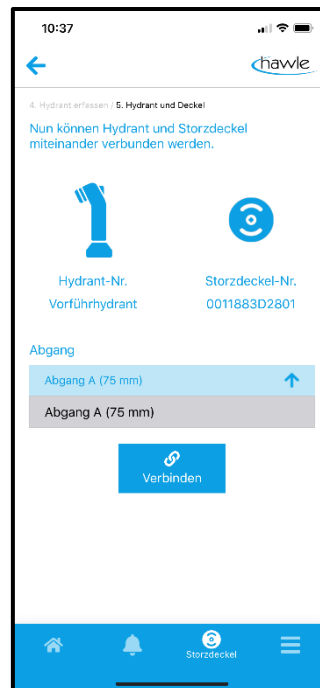 10:37
hawle
4. Hydrant erfassen / 5. Hydrant und Deckel
Nun können Hydrant und Storzdeckel
miteinander verbunden werden.
Hydrant-Nr.
Vorführhydrant
Storzdeckel-Nr.
0011883D2801
Abgang
Abgang A (75 mm)
Abgang A (75 mm)
Verbinden
Storzdeckel